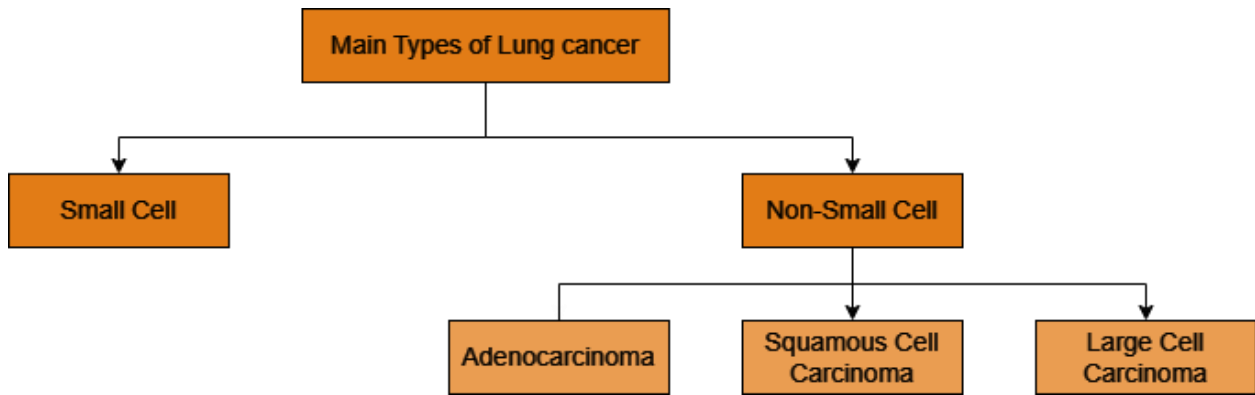 Main Types of Lung cancer
Small Cell
Non-Small Cell
Adenocarcinoma
Squamous Cell
Carcinoma
Large Cell
Carcinoma